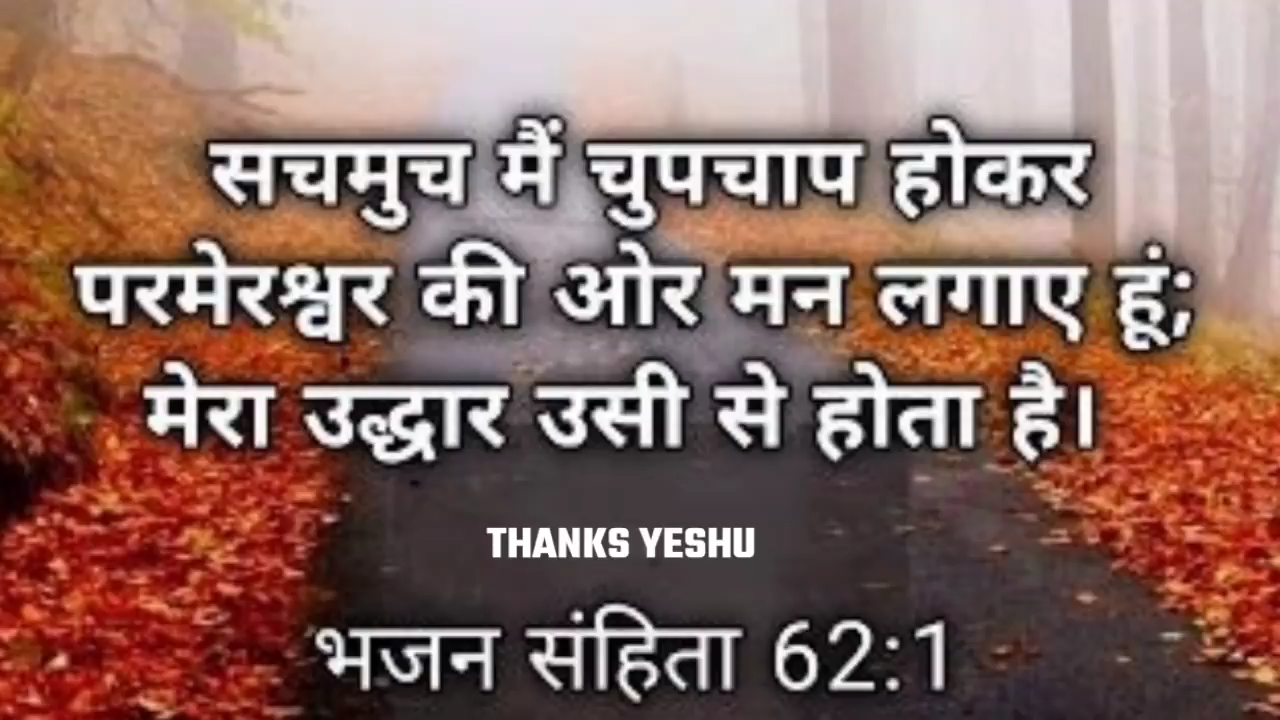 सचमुच मैं चुपचाप होकर
परमेरश्वर की ओर मन लगाए हूं;
मेरा उद्धार उसी से होता है।
THANKS YESHU
भजन संहिता 62:1